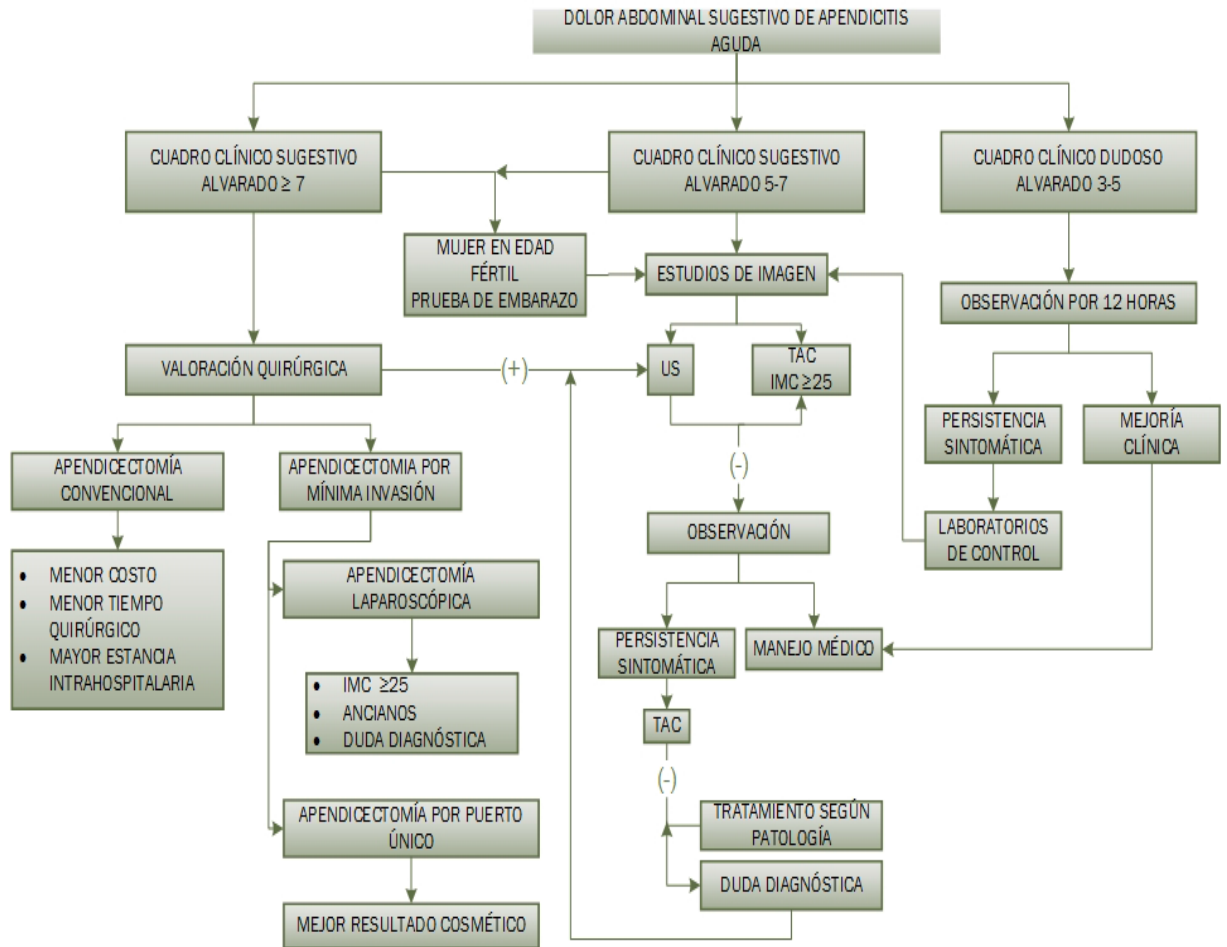 DOLOR ABDOMINAL SUGESTIVO DE APENDICITIS
AGUDA
CUADRO CLÍNICO SUGESTIVO
ALVARADO ≥ 7
CUADRO CLÍNICO SUGESTIVO
ALVARADO 5-7
CUADRO CLÍNICO DUDOSO
ALVARADO 3-5
MUJER EN EDAD
FÉRTIL
PRUEBA DE EMBARAZO
ESTUDIOS DE IMAGEN
OBSERVACIÓN POR 12 HORAS
VALORACIÓN QUIRÚRGICA
(+)
US
TAC
IMC ≥25
PERSISTENCIA
SINTOMÁTICA
MEJORÍA
CLÍNICA
APENDICECTOMÍA
CONVENCIONAL
APENDICECTOMIA POR
MÍNIMA INVASIÓN
(-)
OBSERVACIÓN
LABORATORIOS
DE CONTROL
• MENOR COSTO
• MENOR TIEMPO
QUIRÚRGICO
• MAYOR ESTANCIA
INTRAHOSPITALARIA
APENDICECTOMÍA
LAPAROSCÓPICA
PERSISTENCIA
SINTOMÁTICA
MANEJO MÉDICO
• IMC ≥25
• ANCIANOS
• DUDA DIAGNÓSTICA
TAC
(-)
APENDICECTOMÍA POR PUERTO
ÚNICO
TRATAMIENTO SEGÚN
PATOLOGÍA
DUDA DIAGNÓSTICA
MEJOR RESULTADO COSMÉTICO